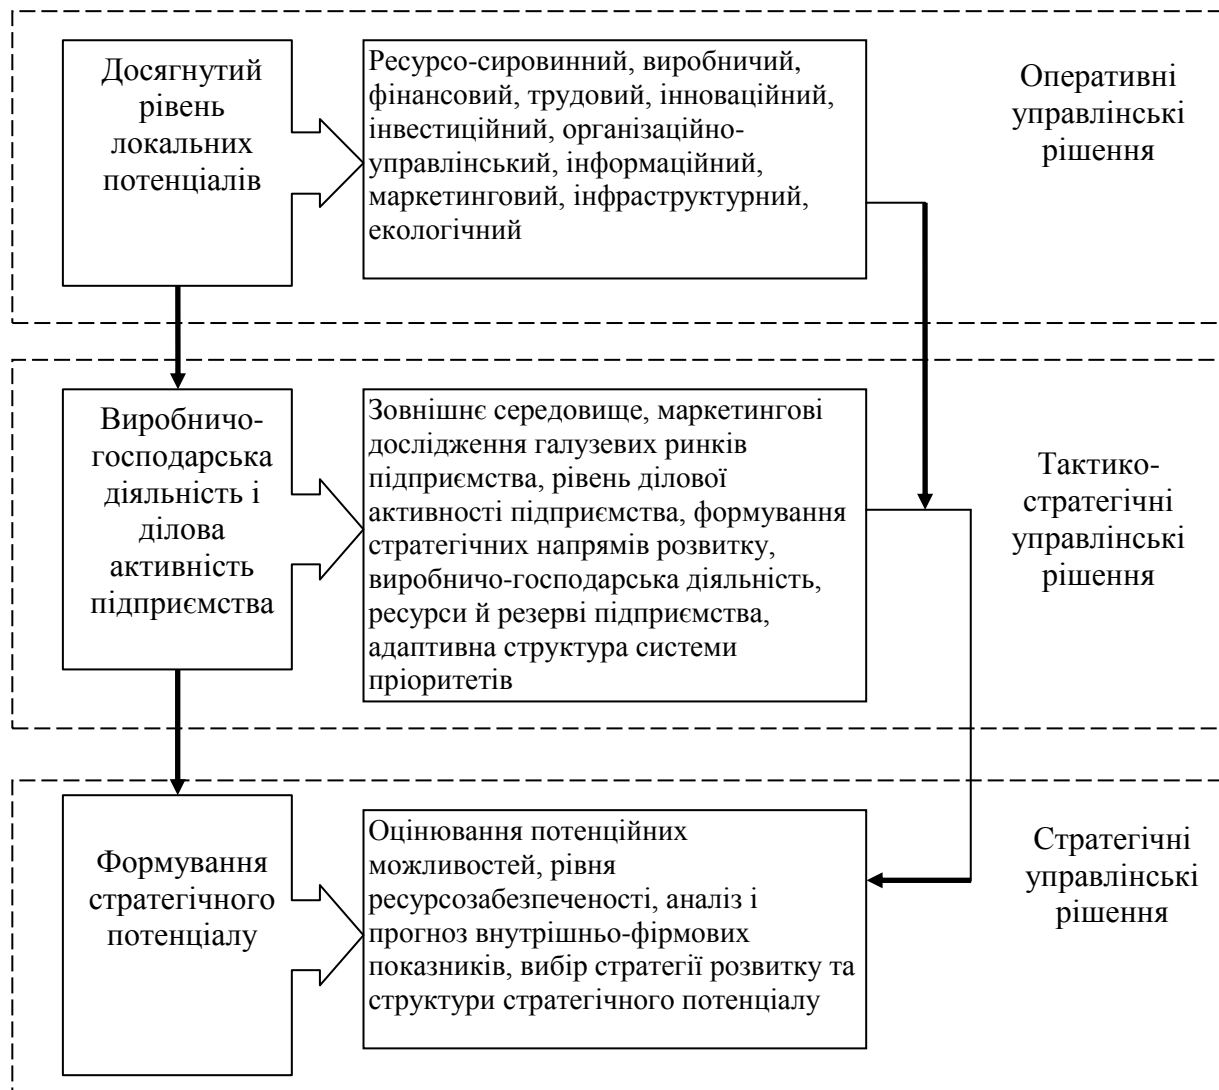 Досягнутий
рівень
локальних
потенціалів
Ресурсо-сировинний, виробничий,
фінансовий, трудовий, інноваційний,
інвестиційний, організаційно-
управлінський, інформаційний,
маркетинговий, інфраструктурний,
екологічний
Оперативні
управлінські
рішення
Виробничо-
господарська
діяльність і
ділова
активність
підприємства
Зовнішнє середовище, маркетингові
дослідження галузевих ринків
підприємства, рівень ділової
активності підприємства, формування
стратегічних напрямів розвитку,
виробничо-господарська діяльність,
ресурси й резерві підприємства,
адаптивна структура системи
пріоритетів
Тактико-
стратегічні
управлінські
рішення
Формування
стратегічного
потенціалу
Оцінювання потенційних
можливостей, рівня
ресурсозабезпеченості, аналіз і
прогноз внутрішньо-фірмових
показників, вибір стратегії розвитку та
структури стратегічного потенціалу
Стратегічні
управлінські
рішення